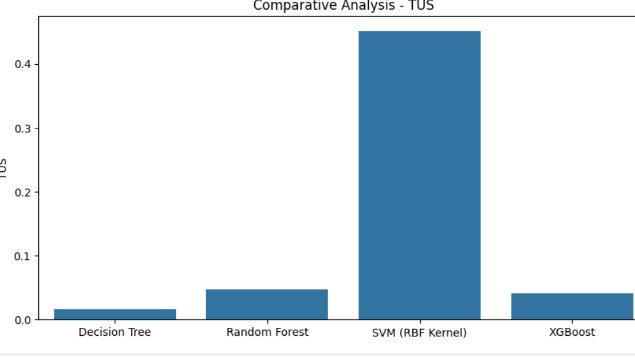 Comparative Analysis - TUS
TUS
0.4
0.3
0.2
0.1
0.0
Decision Tree Random Forest SVM (RBF Kernel) XGBoost